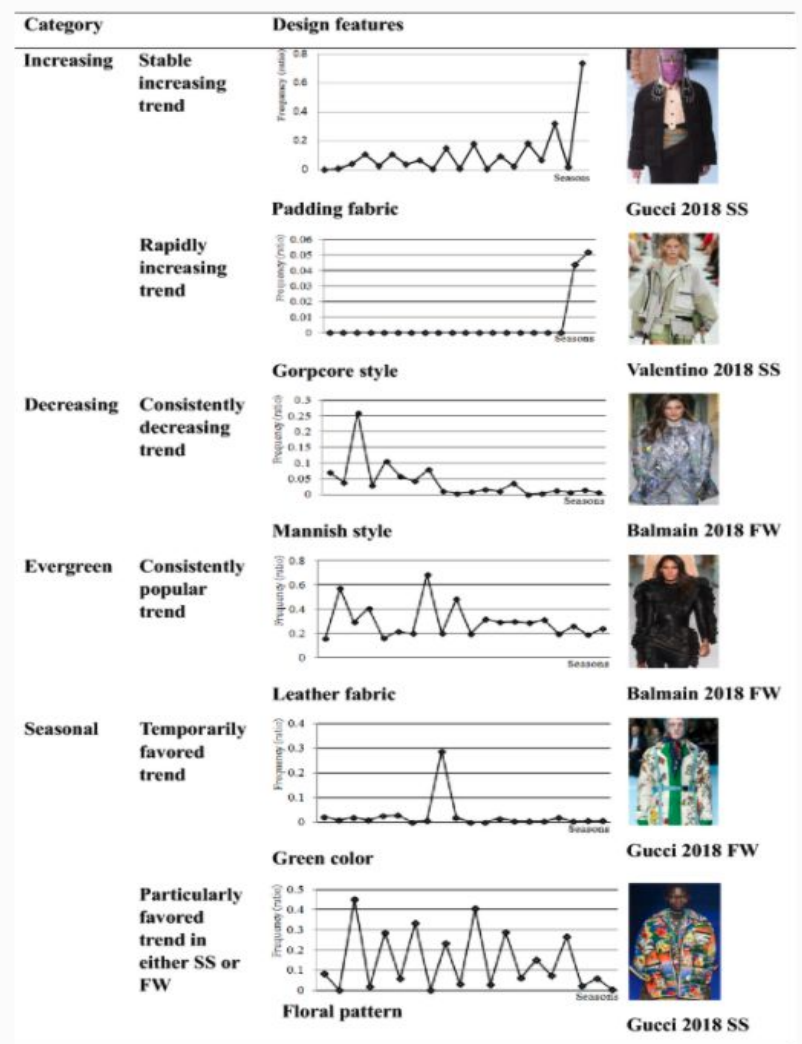 Category Design features
Increasing Stable increasing trend
Frequency (ratio)
0.8
0.6
0.4
0.2
0
Seasons
Padding fabric
Gucci 2018 SS
Rapidly increasing trend
Frequency (ratio)
0.06
0.05
0.04
0.03
0.02
0.01
0
Seasons
Gorpcore style
Valentino 2018 SS
Decreasing Consistently decreasing trend
Frequency (ratio)
0.3
0.25
0.2
0.15
0.1
0.05
0
Seasons
Mannish style
Balmain 2018 FW
Evergreen Consistently popular trend
Frequency (ratio)
0.8
0.6
0.4
0.2
0
Seasons
Leather fabric
Balmain 2018 FW
Seasonal Temporarily favored trend
Frequency (ratio)
0.4
0.3
0.2
0.1
0
Seasons
Green color
Gucci 2018 FW
Particularly favored trend in either SS or FW
Frequency (ratio)
0.5
0.4
0.3
0.2
0.1
0
Seasons
Floral pattern
Gucci 2018 SS